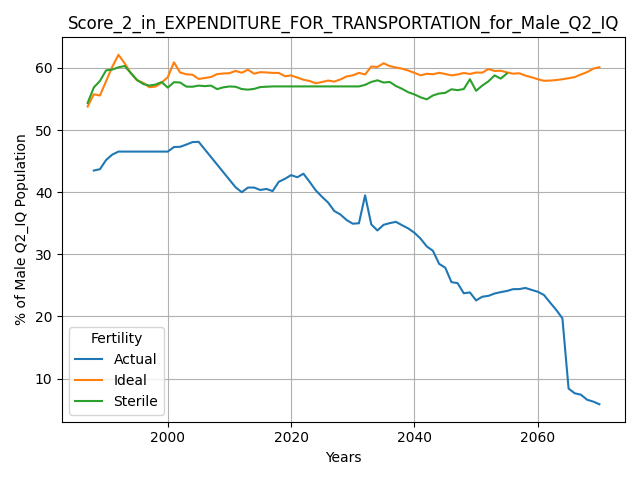 Score_2_in_EXPENDITURE_FOR_TRANSPORTATION_for_Male_Q2_IQ
% of Male Q2_IQ Population
60
50
40
30
20
10
Fertility
Actual
Ideal
Sterile
2000
2020
2040
2060
Years